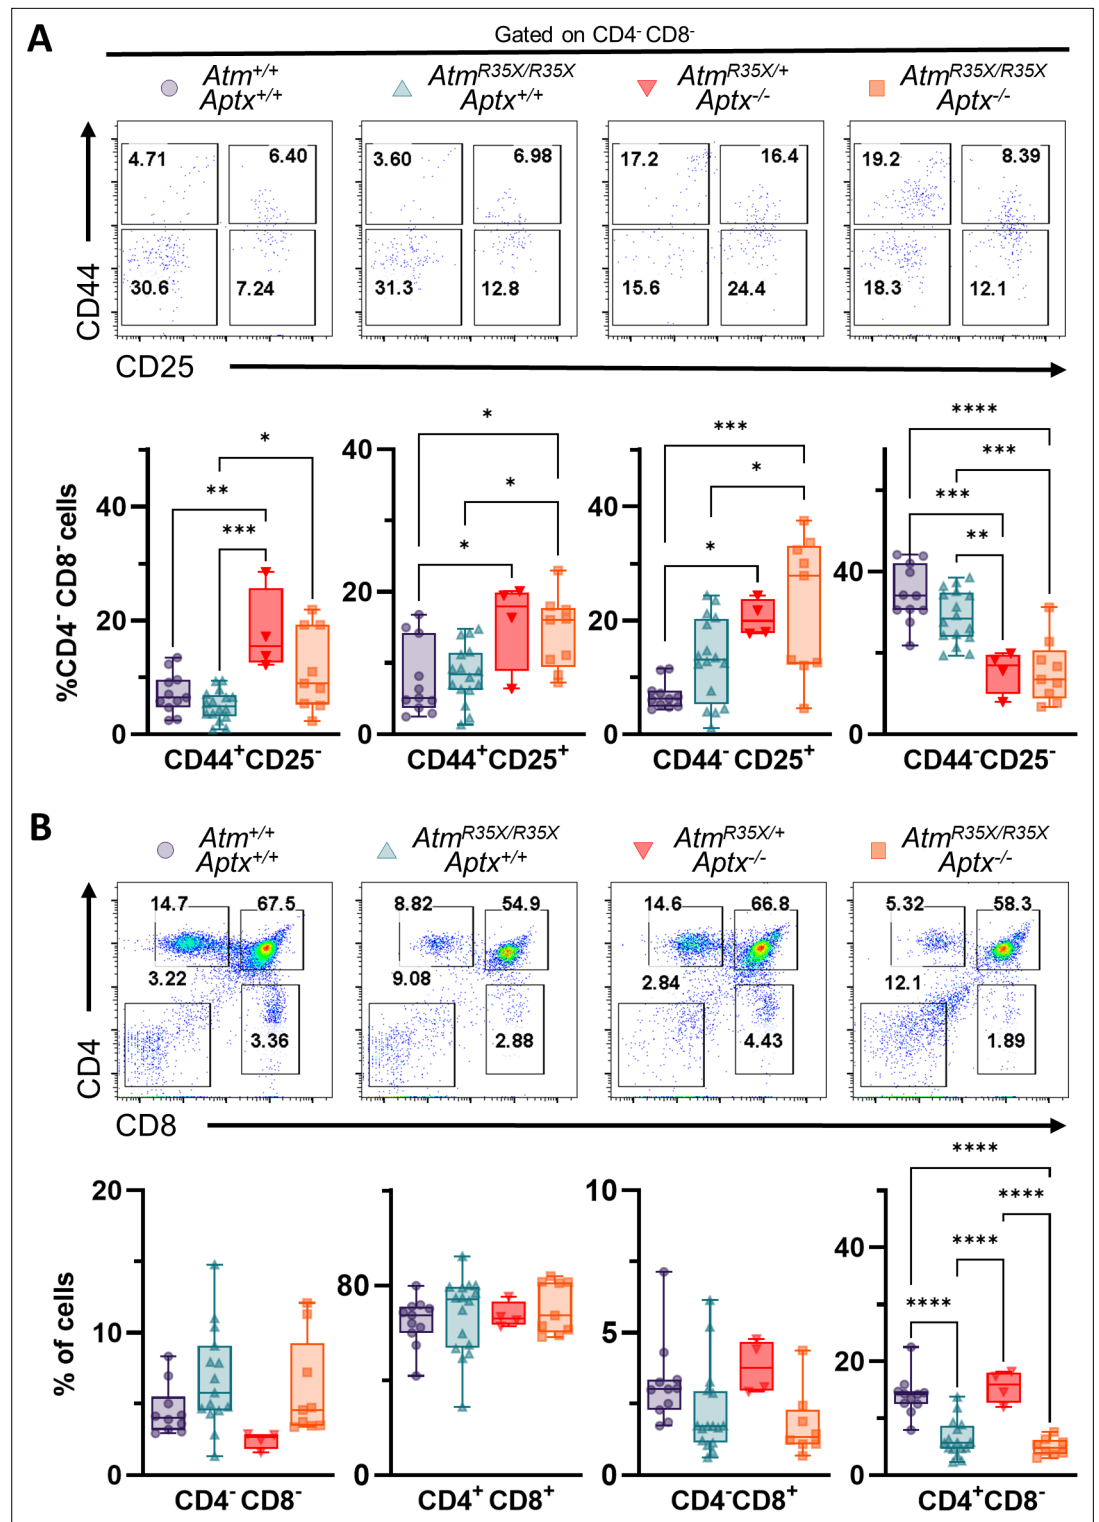 A
Gated on CD4- CD8-
Atm+/+ Aptx+/+
AtmR35X/R35X Aptx+/+
AtmR35X/+ Aptx-/-
AtmR35X/R35X Aptx-/-
4.71 6.40 3.60 6.98 17.2 16.4 19.2 8.39
30.6 7.24 31.3 12.8 15.6 24.4 18.3 12.1
CD44
CD25
%CD4- CD8- cells
* ** ***
* * *
*** * *
**** *** *** **
40 20 0
40 20 0
40 20 0
40 0
CD44+CD25-
CD44+CD25+
CD44- CD25+
CD44-CD25-
B
Atm+/+ Aptx+/+
AtmR35X/R35X Aptx+/+
AtmR35X/+ Aptx-/-
AtmR35X/R35X Aptx-/-
14.7 67.5 8.82 54.9 14.6 66.8 5.32 58.3
3.22 9.08 2.84 12.1
3.36 2.88 4.43 1.89
CD4
CD8
% of cells
**** **** **** ****
20 10 0
80 0
10 5 0
40 20 0
CD4- CD8-
CD4+ CD8+
CD4-CD8+
CD4+CD8-